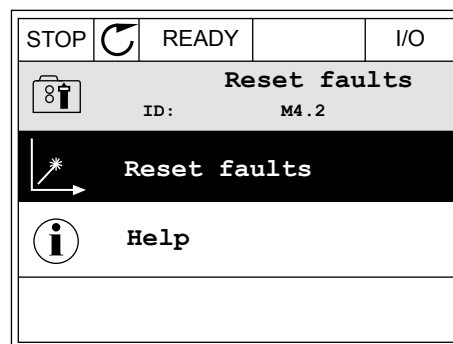 STOP READY I/O
Reset faults
ID: M4.2
Reset faults
Help